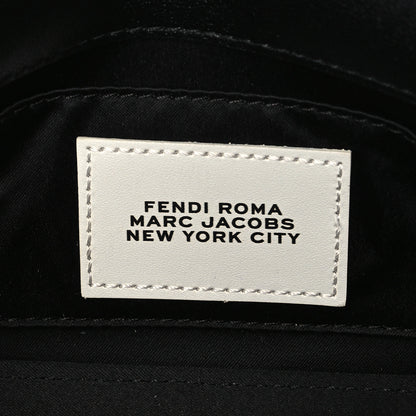 FENDI ROMA
MARC JACOBS
NEW YORK CITY